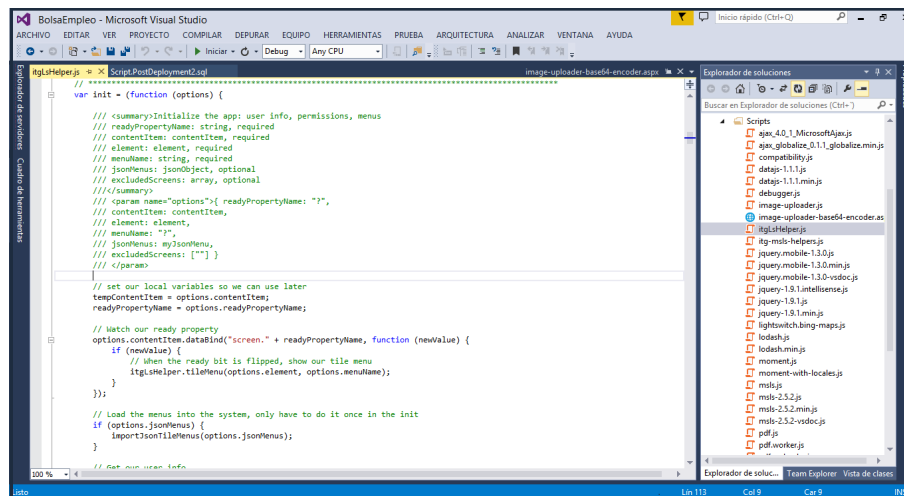 BolsaEmpleo - Microsoft Visual Studio
Inicio rápido (Ctrl+Q)
ARCHIVO EDITAR VER PROYECTO COMPILAR DEPURAR EQUIPO HERRAMIENTAS PRUEBA ARQUITECTURA ANALIZAR VENTANA AYUDA
Iniciar Debug Any CPU
Explorador de servidores
Cuadro de herramientas
itgLsHelper.js Script.PostDeployment2.sql image-uploader-base64-encoder.aspx
// ************************************************************************************************
var init = (function (options) {
/// <summary>Initialize the app: user info, permissions, menus
/// readyPropertyName: string, required
/// contentItem: contentItem, required
/// element: element, required
/// menuName: string, required
/// jsonMenus: jsonObject, optional
/// excludedScreens: array, optional
///</summary>
/// <param name="options">{ readyPropertyName: "?",
/// contentItem: contentItem,
/// element: element,
/// menuName: "?",
/// jsonMenus: myJsonMenu,
/// excludedScreens: [""] }
/// </param>
// set our local variables so we can use later
tempContentItem = options.contentItem;
readyPropertyName = options.readyPropertyName;
// Watch our ready property
options.contentItem.dataBind("screen." + readyPropertyName, function (newValue) {
if (newValue) {
// When the ready bit is flipped, show our tile menu
itgLsHelper.tileMenu(options.element, options.menuName);
}
});
// Load the menus into the system, only have to do it once in the init
if (options.jsonMenus) {
importJsonTileMenus(options.jsonMenus);
}
// Get our user info
100 %
Explorador de soluciones
Buscar en Explorador de soluciones (Ctrl+¨)
Scripts
ajax_4.0_1_MicrosoftAjax.js
ajax_globalize_0.1.1_globalize.min.js
compatibility.js
datajs-1.1.1.js
datajs-1.1.1.min.js
debugger.js
image-uploader.js
image-uploader-base64-encoder.as
itgLsHelper.js
itg-msls-helpers.js
jquery.mobile-1.3.0.js
jquery.mobile-1.3.0.min.js
jquery.mobile-1.3.0-vsdoc.js
jquery-1.9.1.intellisense.js
jquery-1.9.1.js
jquery-1.9.1.min.js
lightswitch.bing-maps.js
lodash.js
lodash.min.js
moment.js
moment-with-locales.js
msls.js
msls-2.5.2.js
msls-2.5.2.min.js
msls-2.5.2-vsdoc.js
pdf.js
pdf.worker.js
Explorador de soluc... Team Explorer Vista de clases
Listo Lín 113 Col 9 Car 9 INS